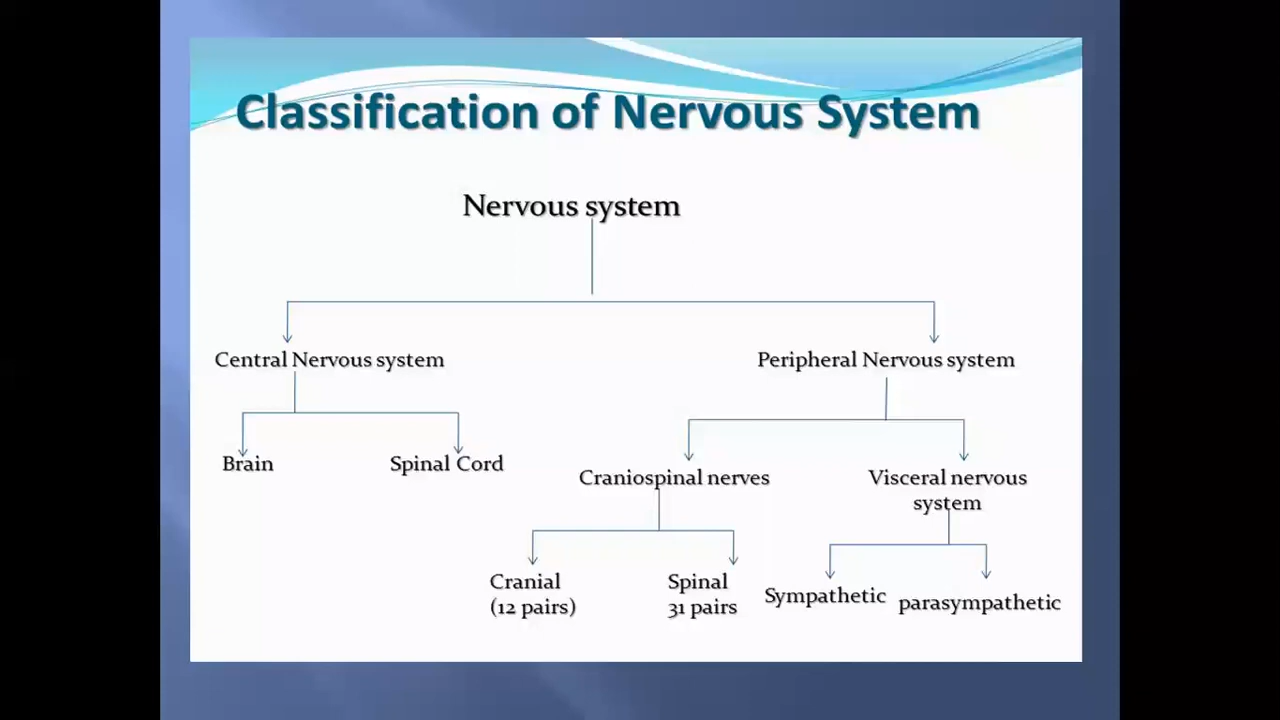 Classification of Nervous System
Nervous system
Central Nervous system
Peripheral Nervous system
Brain
Spinal Cord
Craniospinal nerves
Visceral nervous
system
Cranial
(12 pairs)
Spinal
31 pairs
Sympathetic
parasympathetic